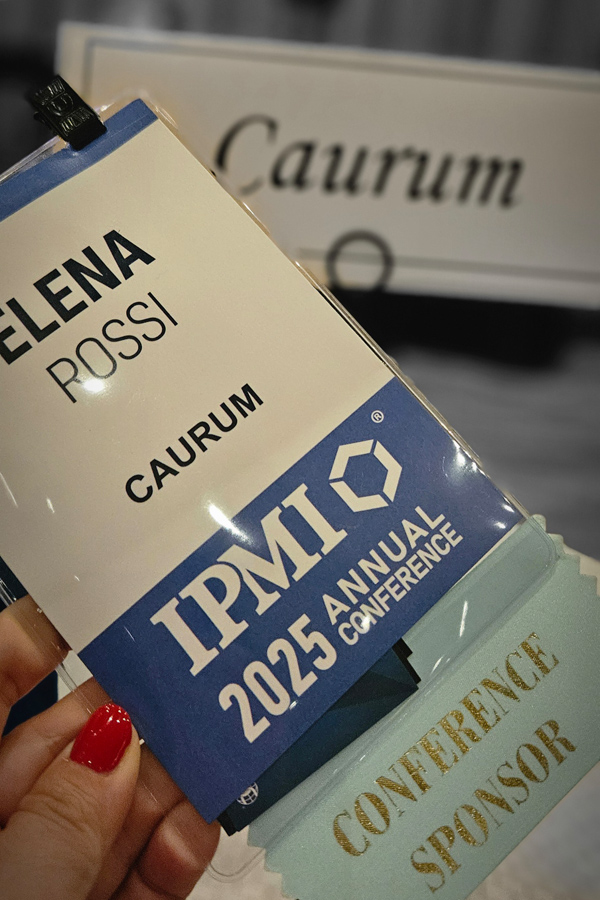 Caurum
ELENA
ROSSI
CAURUM
IPMI®
2025 ANNUAL
CONFERENCE
CONFERENCE
SPONSOR